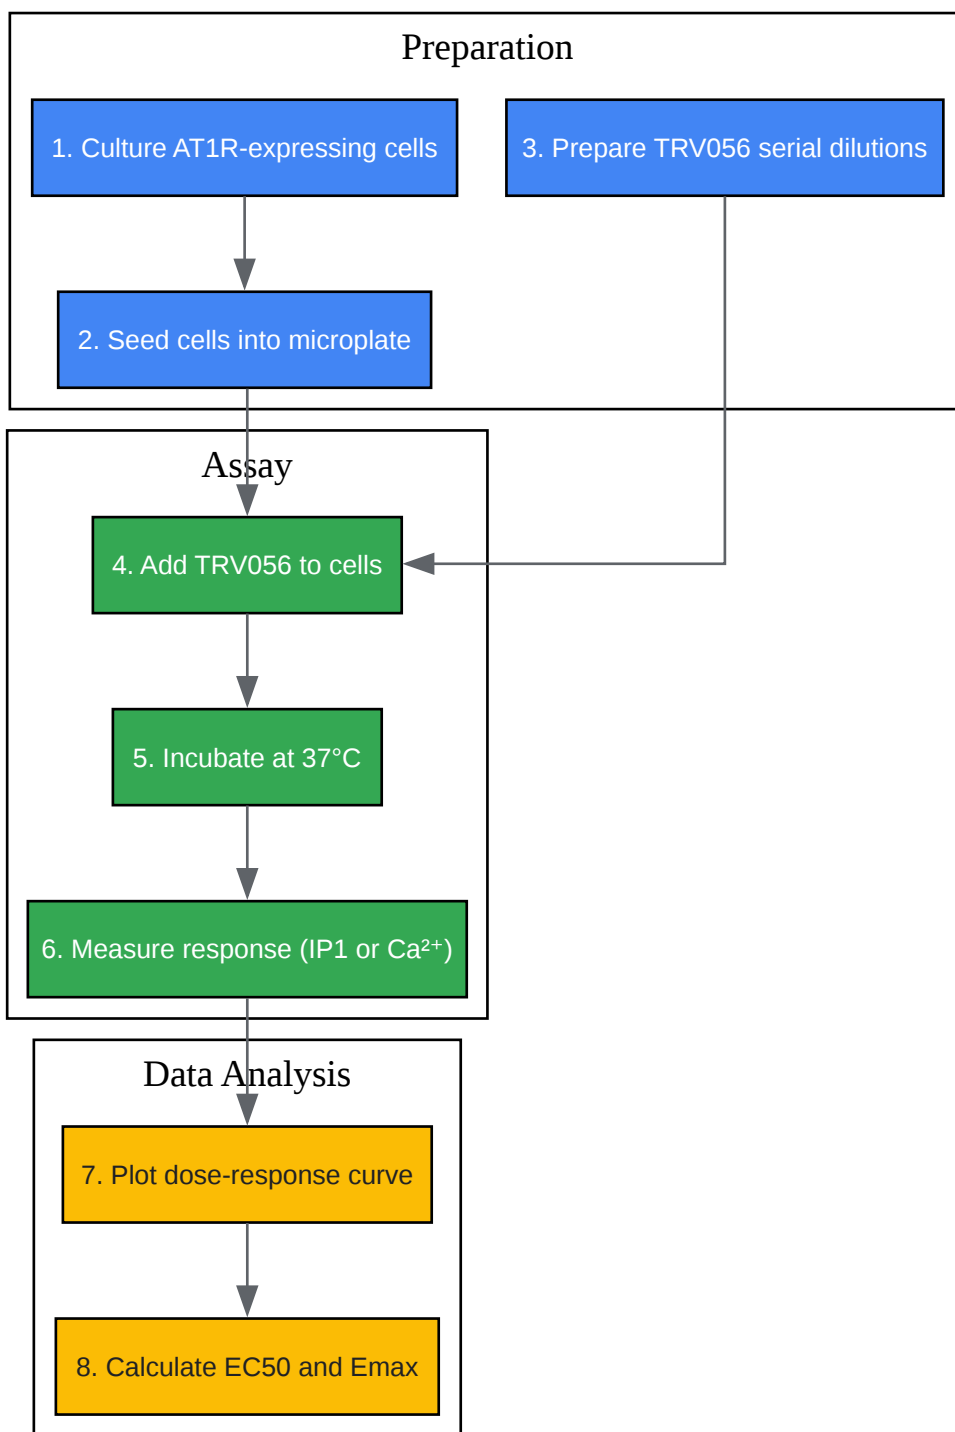 Preparation
1. Culture AT1R-expressing cells
3. Prepare TRV056 serial dilutions
2. Seed cells into microplate
Assay
4. Add TRV056 to cells
5. Incubate at 37°C
6. Measure response (IP1 or Ca²⁺)
Data Analysis
7. Plot dose-response curve
8. Calculate EC50 and Emax